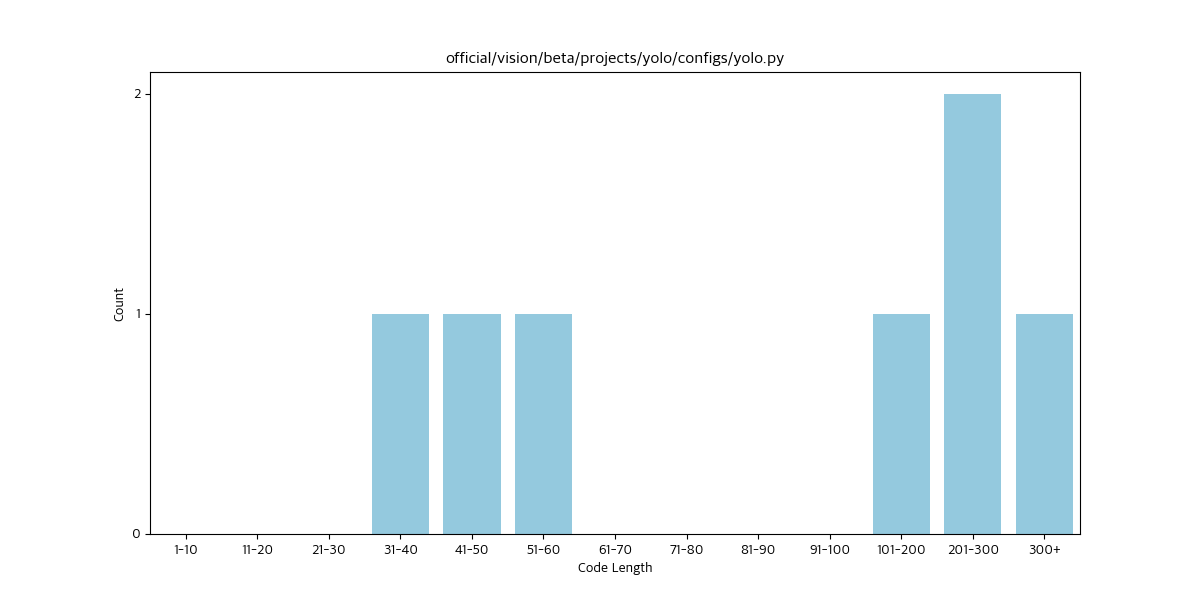 official/vision/beta/projects/yolo/configs/yolo.py
2
1
0
Count
1-10 11-20 21-30 31-40 41-50 51-60 61-70 71-80 81-90 91-100 101-200 201-300 300+
Code Length